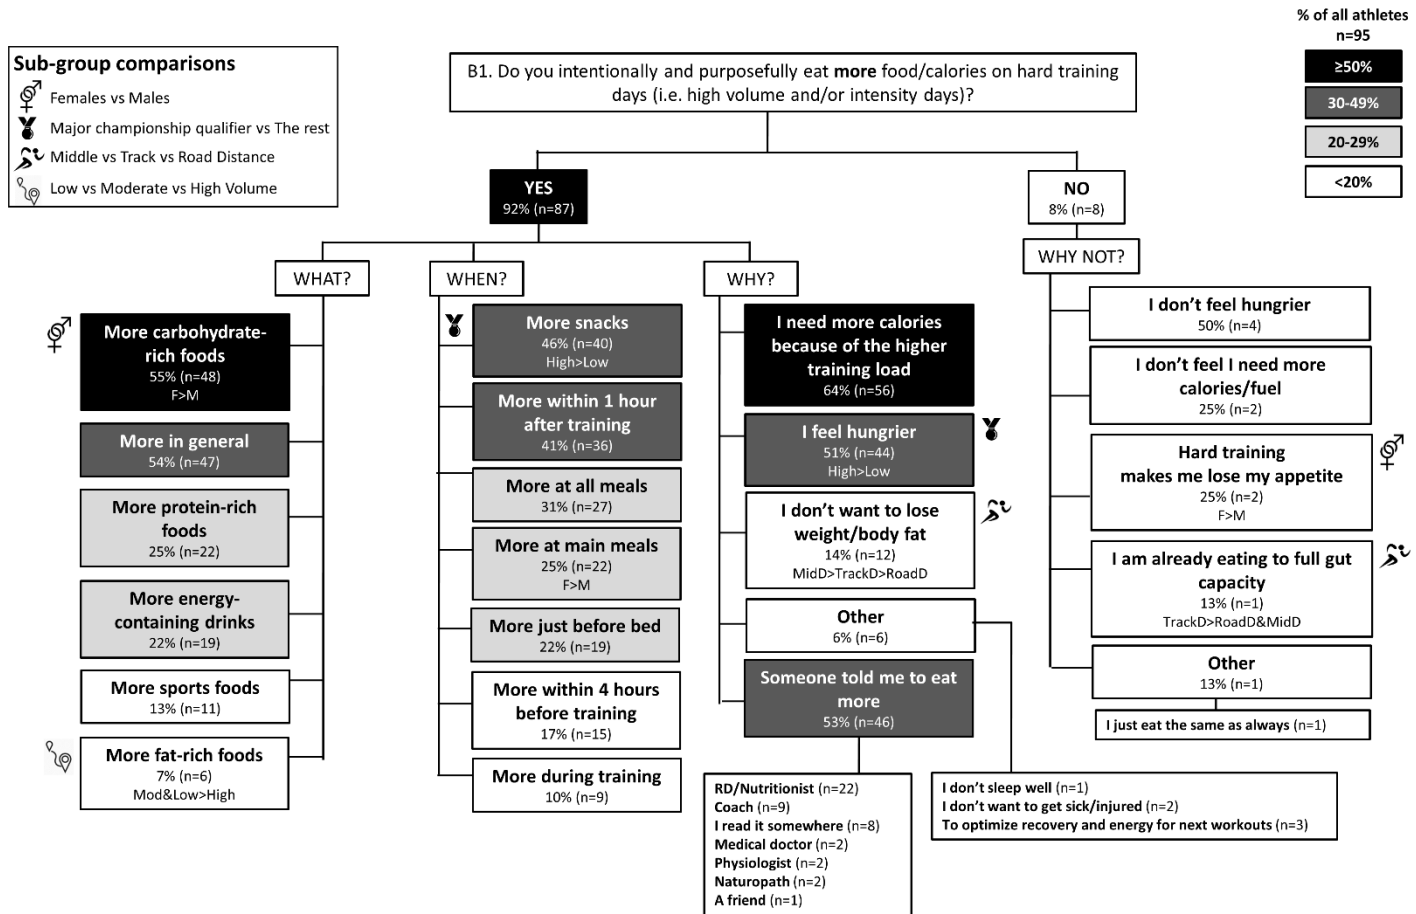 % of all athletes
n=95
≥50%
30-49%
20-29%
<20%
Sub-group comparisons
Females vs Males
Major championship qualifier vs The rest
Middle vs Track vs Road Distance
Low vs Moderate vs High Volume
B1. Do you intentionally and purposefully eat more food/calories on hard training
days (i.e. high volume and/or intensity days)?
YES
92% (n=87)
NO
8% (n=8)
WHAT?
More carbohydrate-
rich foods
55% (n=48)
F>M
More in general
54% (n=47)
More protein-rich
foods
25% (n=22)
More energy-
containing drinks
22% (n=19)
More sports foods
13% (n=11)
More fat-rich foods
7% (n=6)
Mod&Low>High
WHEN?
More snacks
46% (n=40)
High>Low
More within 1 hour
after training
41% (n=36)
More at all meals
31% (n=27)
More at main meals
25% (n=22)
F>M
More just before bed
22% (n=19)
More within 4 hours
before training
17% (n=15)
More during training
10% (n=9)
WHY?
I need more calories
because of the higher
training load
64% (n=56)
I feel hungrier
51% (n=44)
High>Low
I don't want to lose
weight/body fat
14% (n=12)
MidD>TrackD>RoadD
Other
6% (n=6)
Someone told me to eat
more
53% (n=46)
RD/Nutritionist (n=22)
Coach (n=9)
I read it somewhere (n=8)
Medical doctor (n=2)
Physiologist (n=2)
Naturopath (n=2)
A friend (n=1)
I don't sleep well (n=1)
I don't want to get sick/injured (n=2)
To optimize recovery and energy for next workouts (n=3)
WHY NOT?
I don't feel hungrier
50% (n=4)
I don't feel I need more
calories/fuel
25% (n=2)
Hard training
makes me lose my appetite
25% (n=2)
F>M
I am already eating to full gut
capacity
13% (n=1)
TrackD>RoadD&MidD
Other
13% (n=1)
I just eat the same as always (n=1)